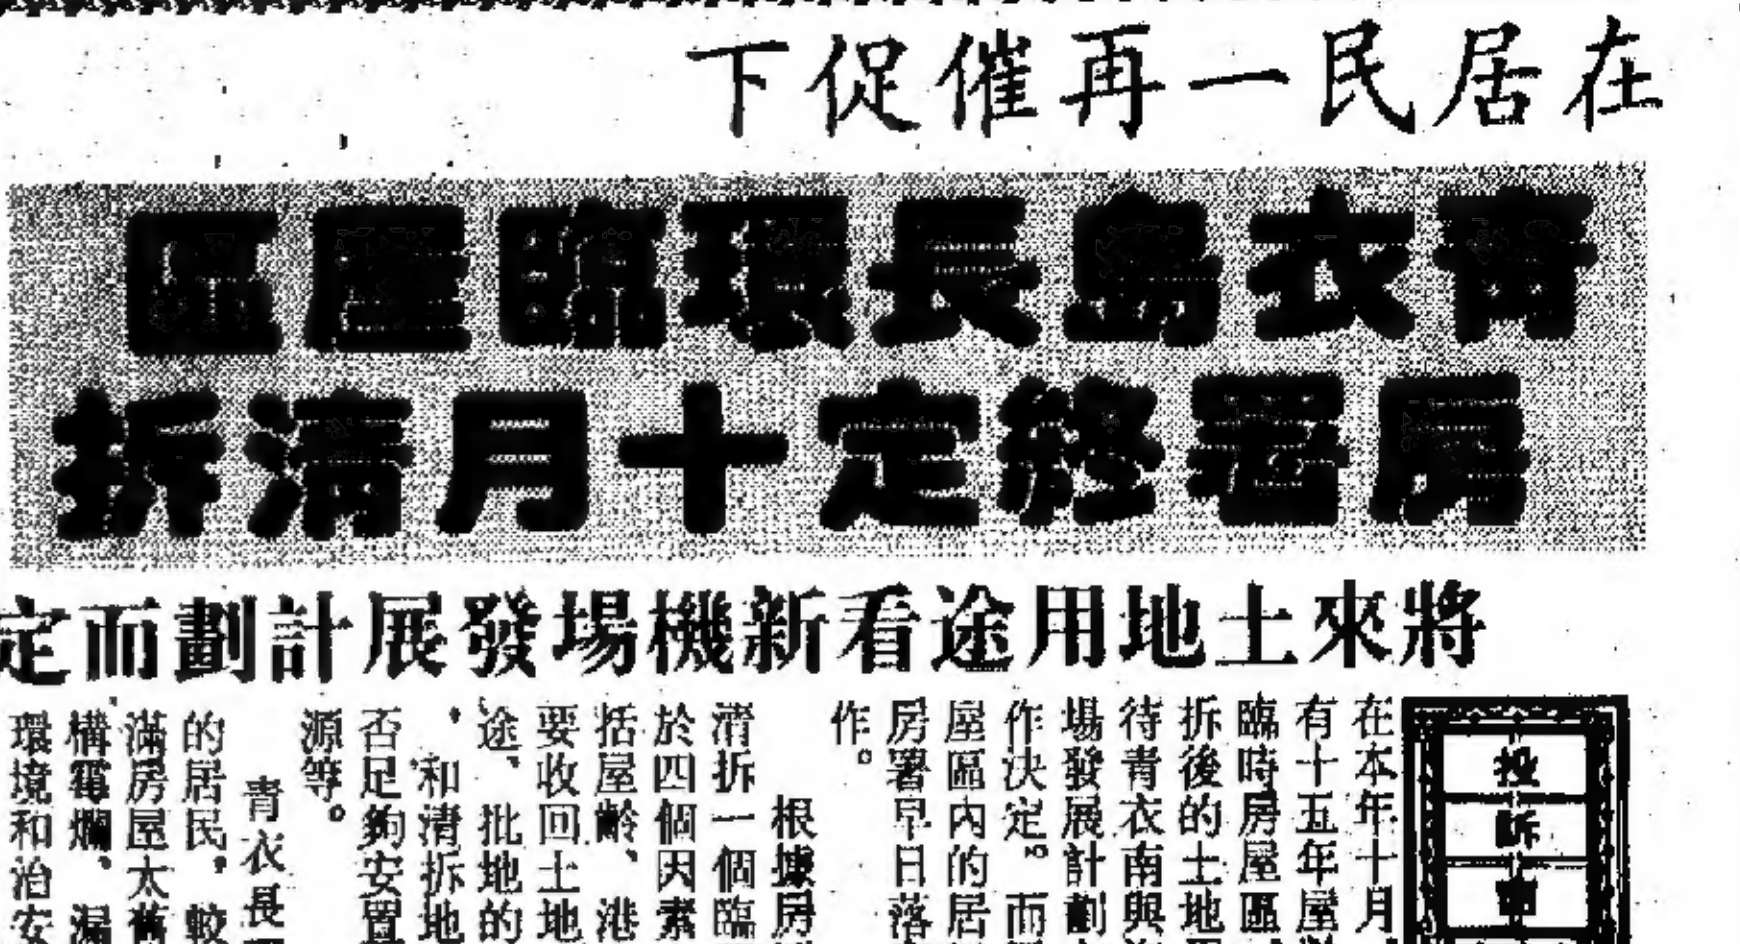 在居民一再催促下
青衣島長環臨屋區
房署終定十月清拆
將來土地用途看新機場發展計劃而定
投訴
在本年十月
有十五年屋
臨時房屋區
拆後的土地
待青衣南與
場發展計劃
作決定。而
屋區內的居
房署早日落
作。
根據房
清拆一個臨
於四個因素
括屋齡、港
要收回土地
途、批地的
、和清拆地
否足夠安置
源等。
青衣長
的居民，較
滿房屋太舊
構霉爛、漏
環境和治安